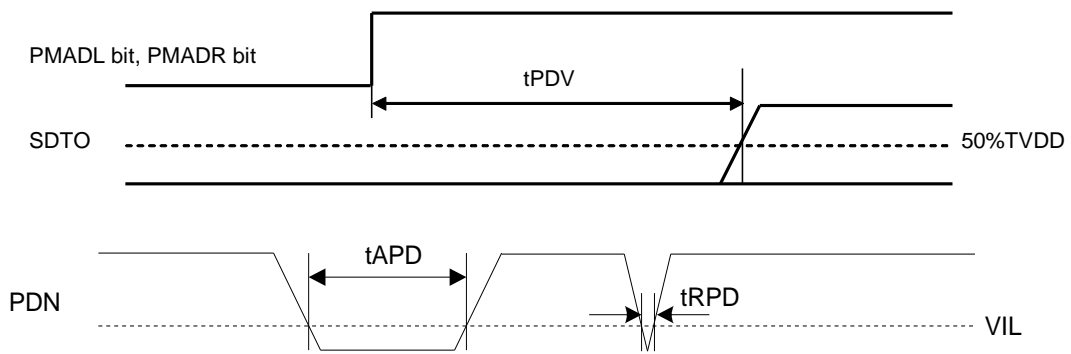 PMADL bit, PMADR bit
tPDV
SDTO
50%TVDD
tAPD
tRPD
PDN
VIL